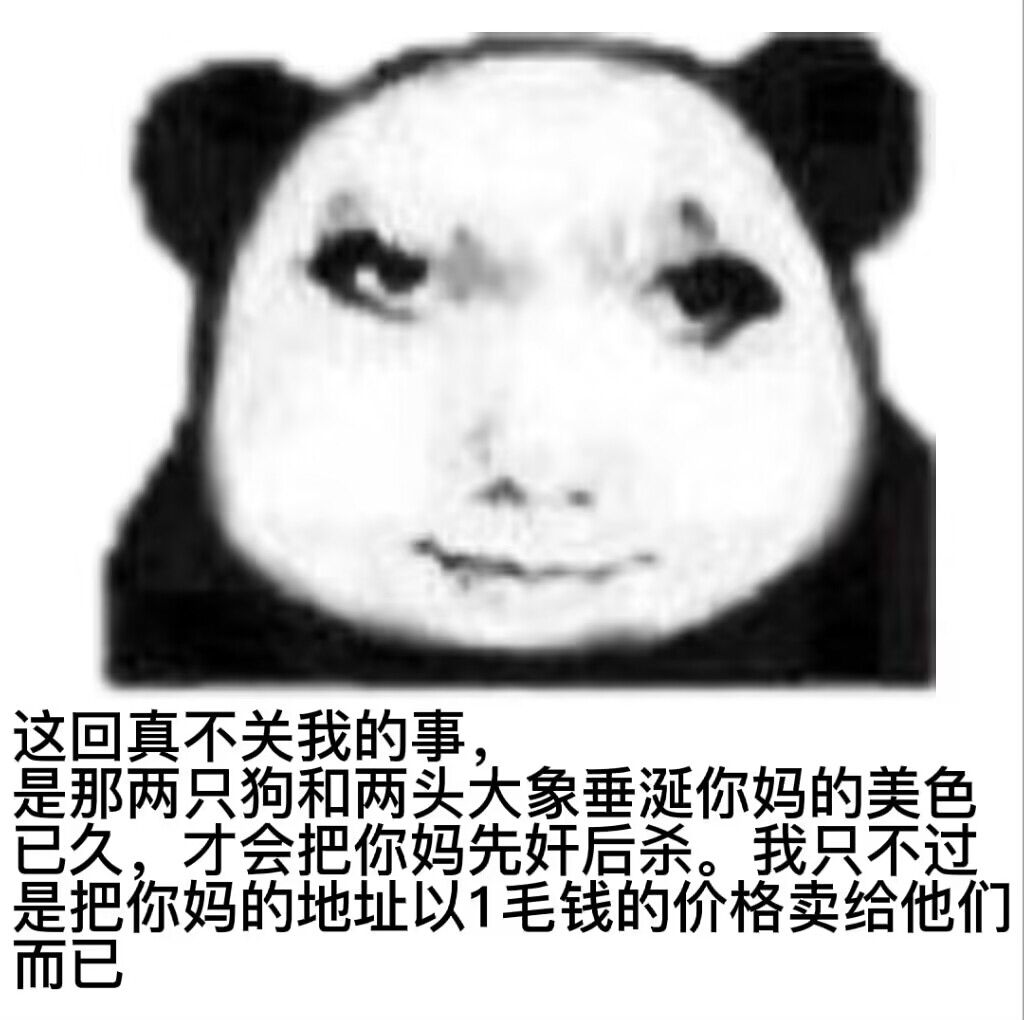 这回真不关我的事，
是那两只狗和两头大象垂涎你妈的美色
已久，才会把你妈先奸后杀。我只不过
是把你妈的地址以1毛钱的价格卖给他们
而已